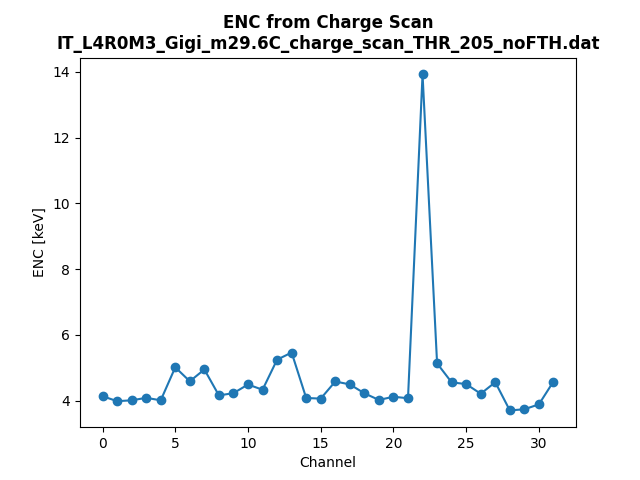 ENC from Charge Scan
IT_L4R0M3_Gigi_m29.6C_charge_scan_THR_205_noFTH.dat
14
12
10
8
6
4
ENC [keV]
0 5 10 15 20 25 30
Channel